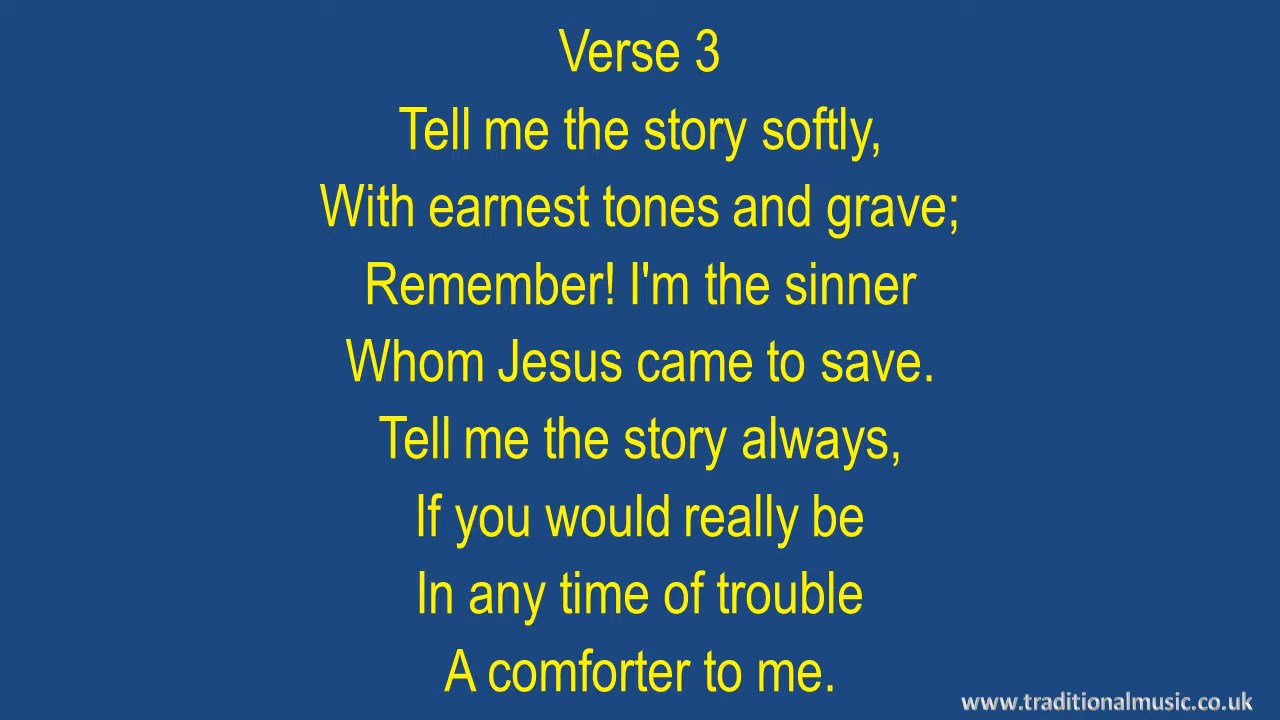 Verse 3
Tell me the story softly,
With earnest tones and grave;
Remember! I'm the sinner
Whom Jesus came to save.
Tell me the story always,
If you would really be
In any time of trouble
A comforter to me.
www.traditionalmusic.co.uk